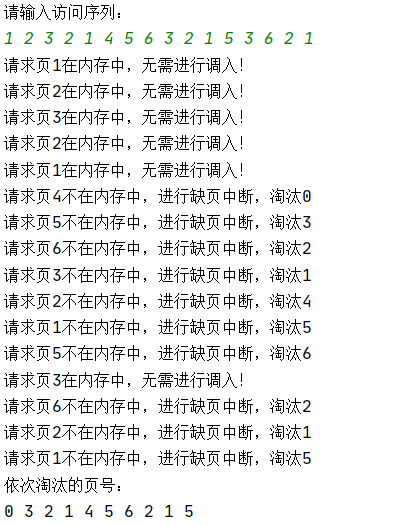 请输入访问序列：
1 2 3 2 1 4 5 6 3 2 1 5 3 6 2 1
请求页1在内存中，无需进行调入！
请求页2在内存中，无需进行调入！
请求页3在内存中，无需进行调入！
请求页2在内存中，无需进行调入！
请求页1在内存中，无需进行调入！
请求页4不在内存中，进行缺页中断，淘汰0
请求页5不在内存中，进行缺页中断，淘汰3
请求页6不在内存中，进行缺页中断，淘汰2
请求页3不在内存中，进行缺页中断，淘汰1
请求页2不在内存中，进行缺页中断，淘汰4
请求页1不在内存中，进行缺页中断，淘汰5
请求页5不在内存中，进行缺页中断，淘汰6
请求页3在内存中，无需进行调入！
请求页6不在内存中，进行缺页中断，淘汰2
请求页2不在内存中，进行缺页中断，淘汰1
请求页1不在内存中，进行缺页中断，淘汰5
依次淘汰的页号：
0 3 2 1 4 5 6 2 1 5